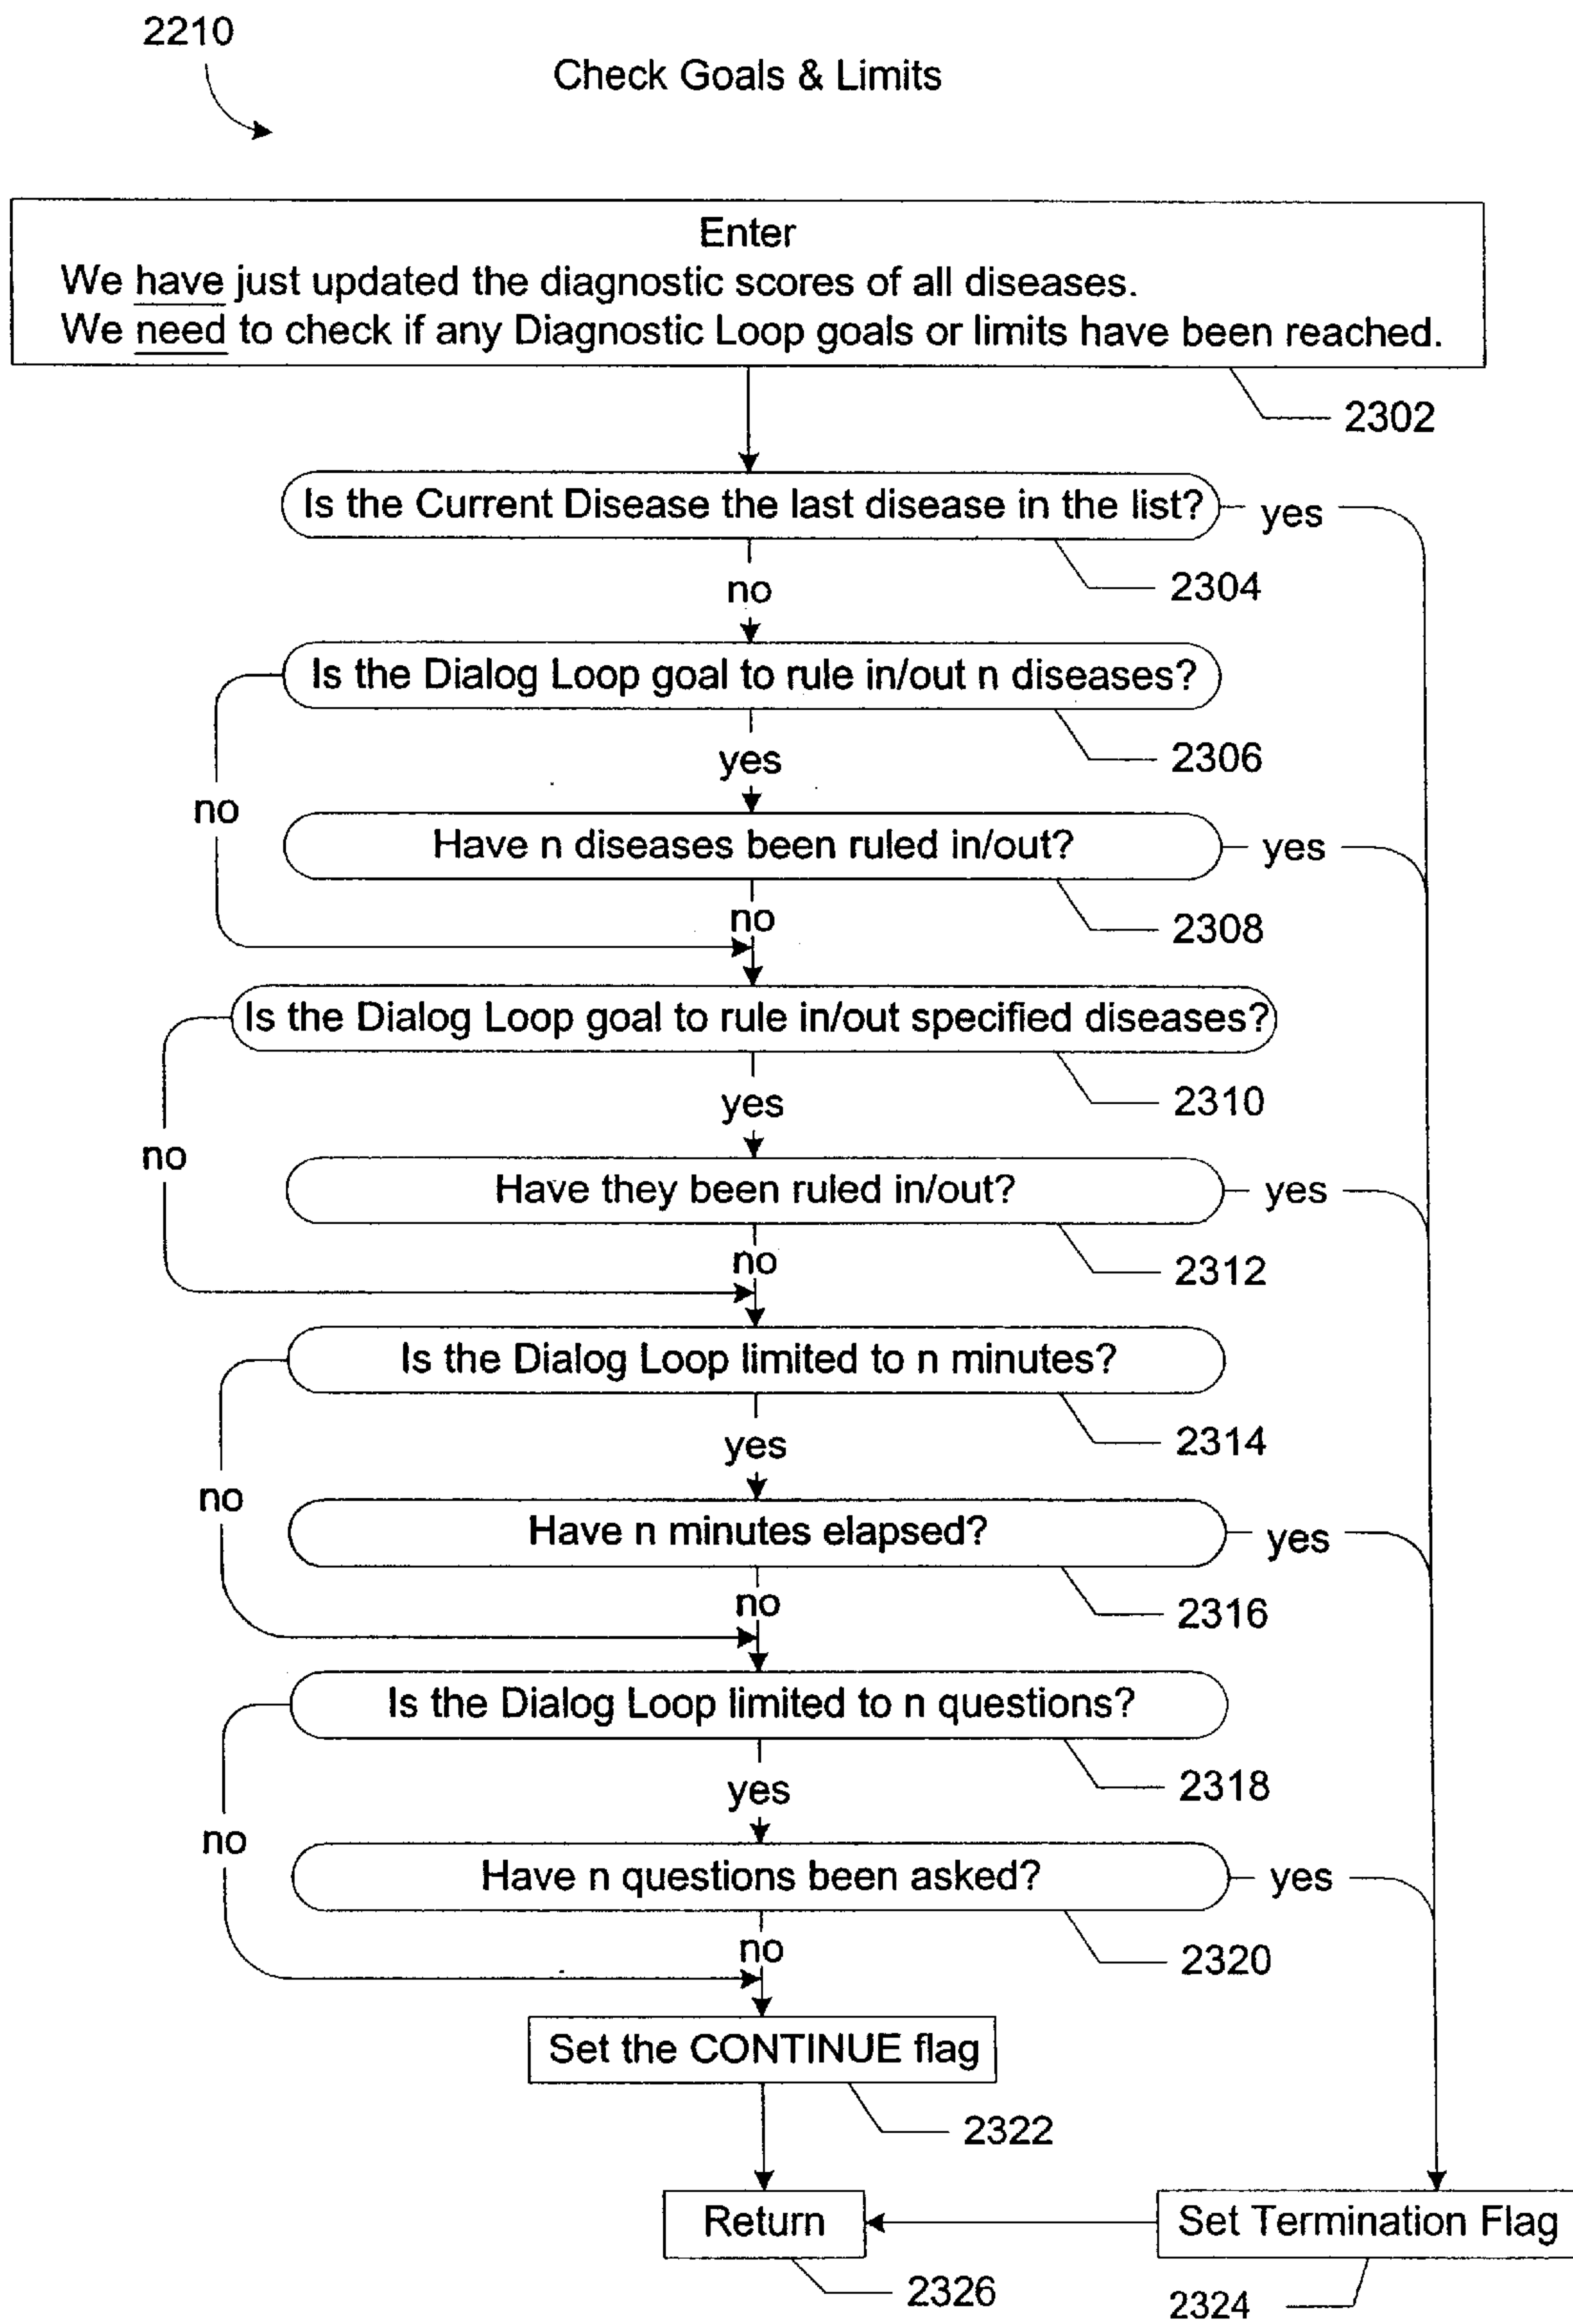 2210
Check Goals & Limits
Enter
We have just updated the diagnostic scores of all diseases.
We need to check if any Diagnostic Loop goals or limits have been reached.
2302
Is the Current Disease the last disease in the list?
yes
2304
no
Is the Dialog Loop goal to rule in/out n diseases?
2306
yes
no
Have n diseases been ruled in/out?
yes
2308
no
Is the Dialog Loop goal to rule in/out specified diseases?
2310
yes
no
Have they been ruled in/out?
yes
2312
no
Is the Dialog Loop limited to n minutes?
2314
yes
no
Have n minutes elapsed?
yes
2316
no
Is the Dialog Loop limited to n questions?
2318
yes
no
Have n questions been asked?
yes
2320
no
Set the CONTINUE flag
2322
Return
Set Termination Flag
2326
2324